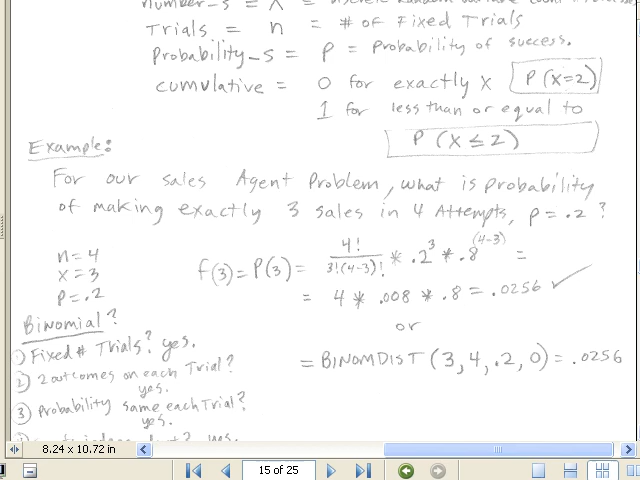 Trials = n = # of Fixed Trials
Probability_s = P = Probability of success.
cumulative = 0 for exactly x P(x=2)
1 for less than or equal to
P(X ≤ 2)
Example:
For our sales Agent Problem, what is probability
of making exactly 3 sales in 4 Attempts, p = .2 ?
n = 4
x = 3
p = .2
f(3) = P(3) = 4! / 3!(4-3)! * .2^3 * .8^(4-3) =
= 4 * .008 * .8 = .0256 ✓
or
= BINOMDIST(3, 4, .2, 0) = .0256
Binomial?
① Fixed # Trials? yes.
② 2 outcomes on each Trial?
yes.
③ Probability same each Trial?
yes.
8.24 x 10.72 in
15 of 25